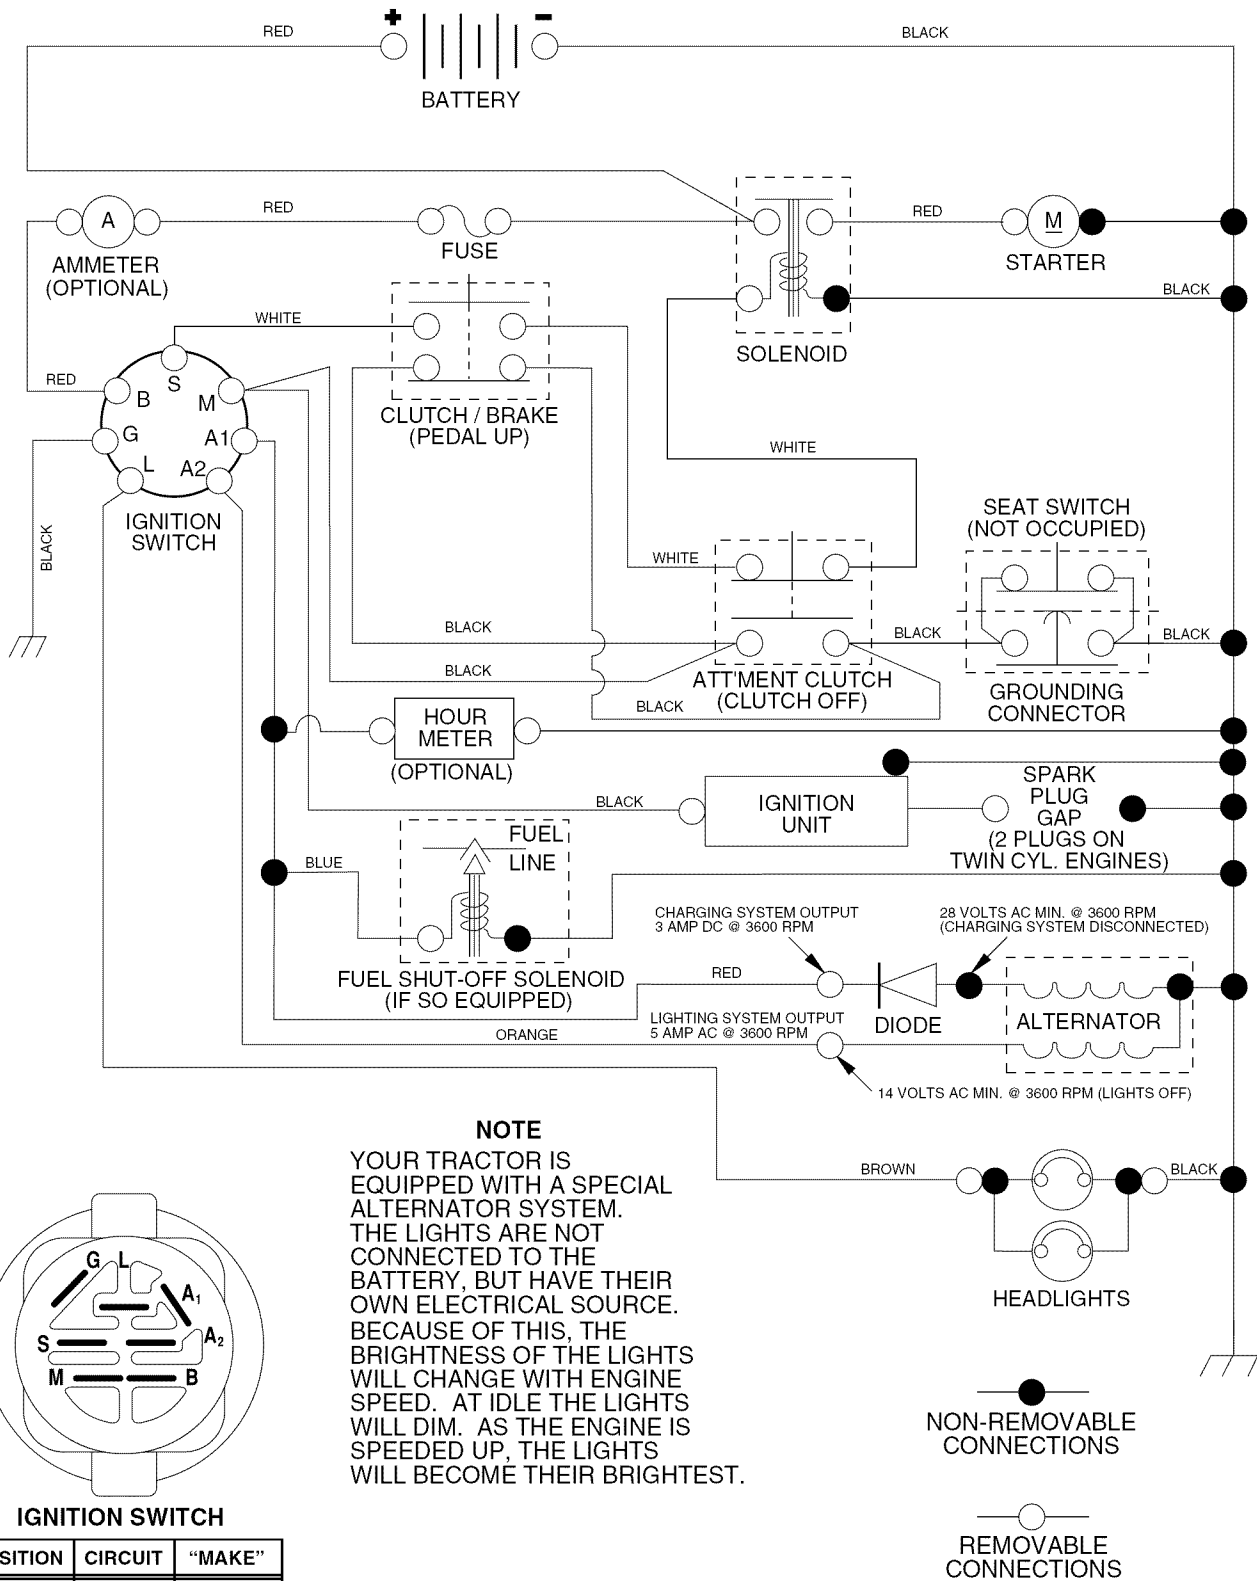 + -
RED
BLACK
BATTERY
A
RED
FUSE
RED
M
STARTER
AMMETER
(OPTIONAL)
BLACK
SOLENOID
WHITE
RED
S
B
M
G
A1
L
A2
IGNITION
SWITCH
BLACK
CLUTCH / BRAKE
(PEDAL UP)
WHITE
SEAT SWITCH
(NOT OCCUPIED)
WHITE
BLACK
BLACK
BLACK
BLACK
BLACK
ATT'MENT CLUTCH
(CLUTCH OFF)
GROUNDING
CONNECTOR
HOUR
METER
(OPTIONAL)
BLACK
IGNITION
UNIT
SPARK
PLUG
GAP
(2 PLUGS ON
TWIN CYL. ENGINES)
FUEL
LINE
BLUE
FUEL SHUT-OFF SOLENOID
(IF SO EQUIPPED)
CHARGING SYSTEM OUTPUT
3 AMP DC @ 3600 RPM
28 VOLTS AC MIN. @ 3600 RPM
(CHARGING SYSTEM DISCONNECTED)
RED
DIODE
ALTERNATOR
LIGHTING SYSTEM OUTPUT
5 AMP AC @ 3600 RPM
ORANGE
14 VOLTS AC MIN. @ 3600 RPM (LIGHTS OFF)
NOTE
YOUR TRACTOR IS
EQUIPPED WITH A SPECIAL
ALTERNATOR SYSTEM.
THE LIGHTS ARE NOT
CONNECTED TO THE
BATTERY, BUT HAVE THEIR
OWN ELECTRICAL SOURCE.
BECAUSE OF THIS, THE
BRIGHTNESS OF THE LIGHTS
WILL CHANGE WITH ENGINE
SPEED. AT IDLE THE LIGHTS
WILL DIM. AS THE ENGINE IS
SPEEDED UP, THE LIGHTS
WILL BECOME THEIR BRIGHTEST.
BROWN
BLACK
HEADLIGHTS
G L
A1
A2
S
M
B
IGNITION SWITCH
SITION CIRCUIT "MAKE"
NON-REMOVABLE
CONNECTIONS
REMOVABLE
CONNECTIONS